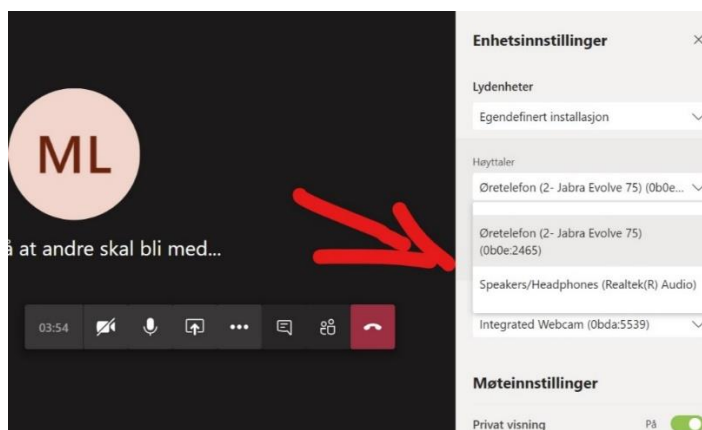 Enhetsinnstillinger
Lydenheter
Egendefinert installasjon
Høyttaler
Øretelefon (2- Jabra Evolve 75) (0b0e...
Øretelefon (2- Jabra Evolve 75)
(0b0e:2465)
Speakers/Headphones (Realtek(R) Audio)
Integrated Webcam (0bda:5539)
Møteinnstillinger
Privat visning På
ML
å at andre skal bli med...
03:54